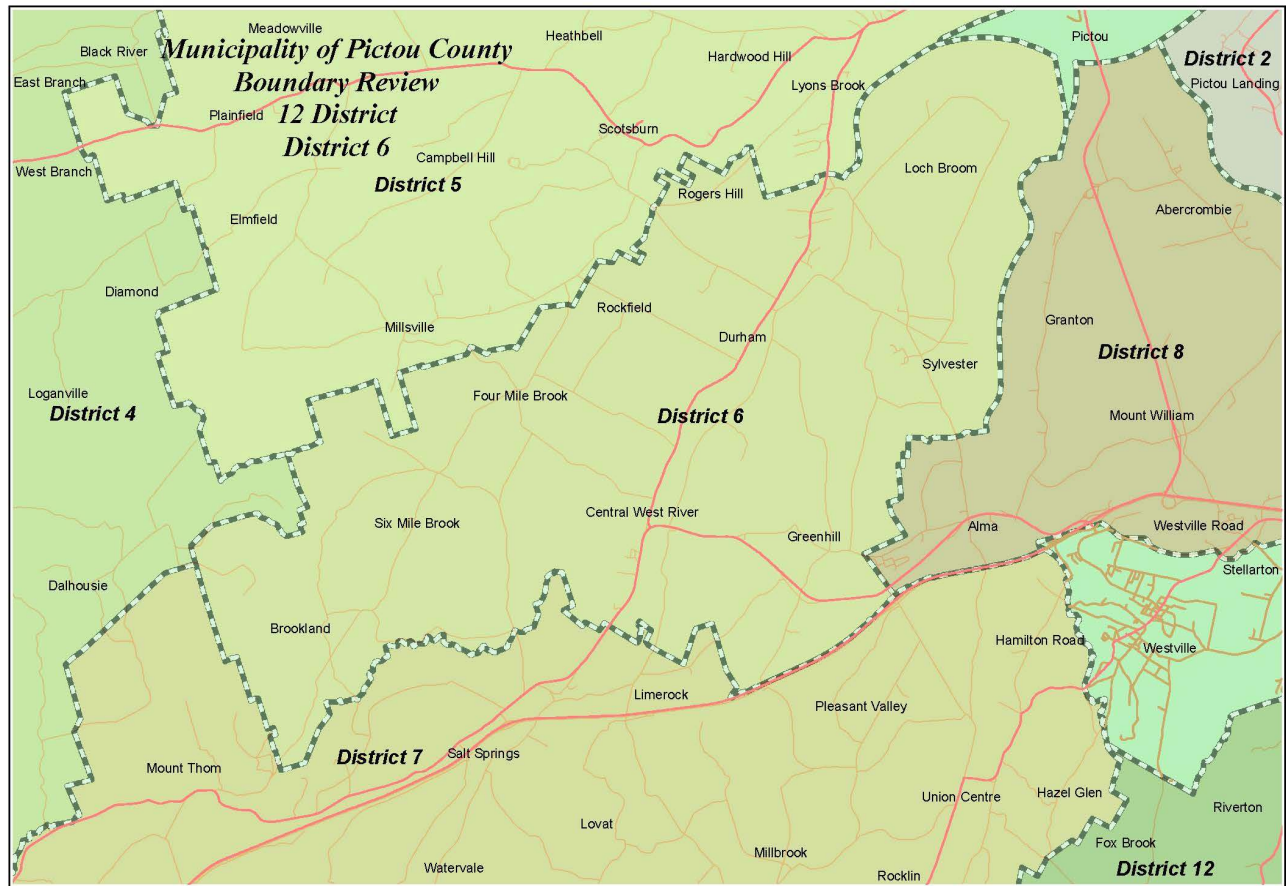 Municipality of Pictou County
Boundary Review
12 District
District 6
Meadowville
Heathbell
Black River
Hardwood Hill
Pictou
District 2
East Branch
Lyons Brook
Pictou Landing
Plainfield
Scotsburn
West Branch
Campbell Hill
District 5
Rogers Hill
Loch Broom
Elmfield
Abercrombie
Diamond
Rockfield
Millsville
Durham
Granton
District 8
Sylvester
Loganville
District 4
Four Mile Brook
District 6
Mount William
Six Mile Brook
Central West River
Greenhill
Alma
Westville Road
Stellarton
Dalhousie
Brookland
Hamilton Road
Westville
Limerock
Pleasant Valley
District 7
Salt Springs
Mount Thom
Union Centre
Hazel Glen
Riverton
Lovat
Millbrook
Fox Brook
Watervale
Rocklin
District 12